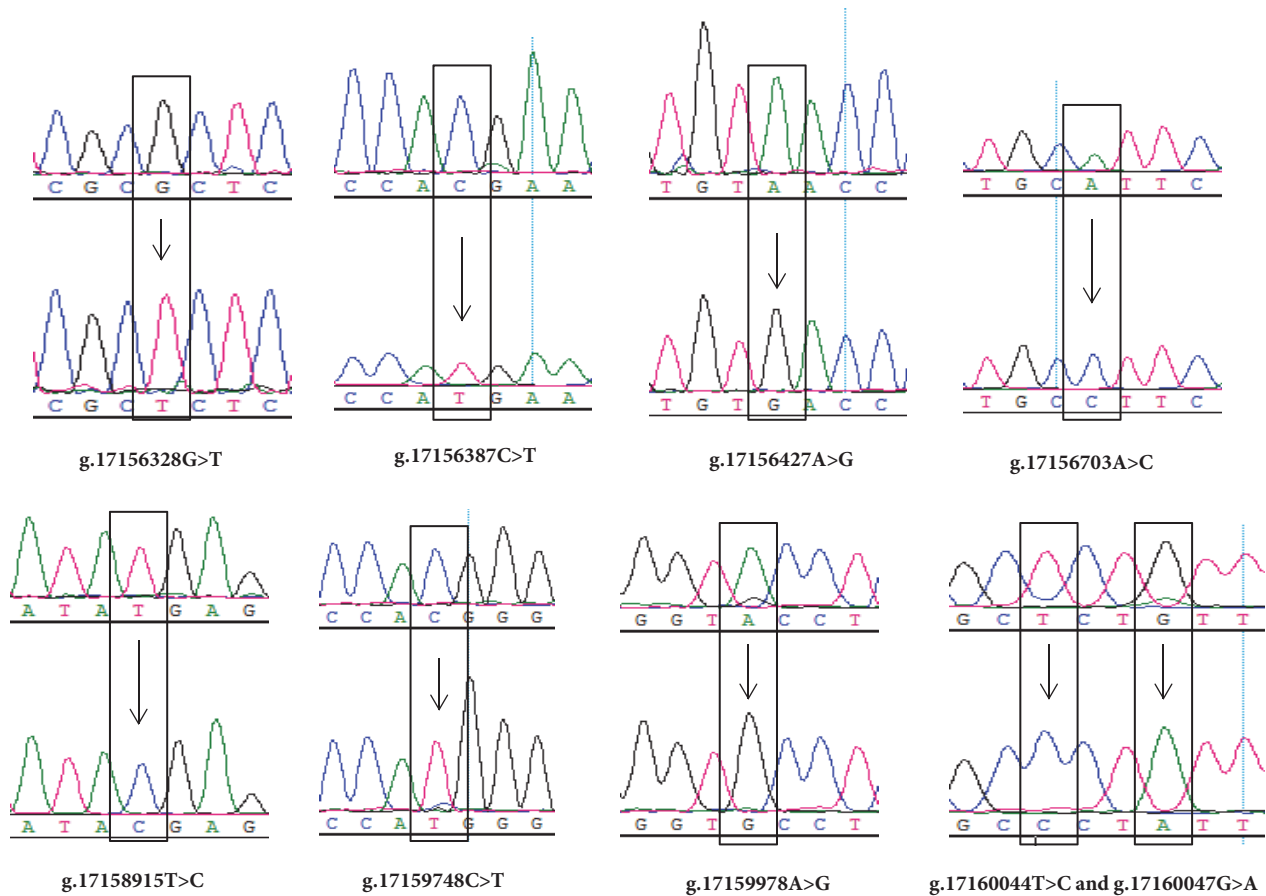 C G C G C T C
C G C T C T C
g.17156328G>T
C C A C G A A
C C A T G A A
g.17156387C>T
T G T A A C C
T G T G A C C
g.17156427A>G
T G C A T T C
T G C C T T C
g.17156703A>C
A T A T G A G
A T A C G A G
g.17158915T>C
C C A C G G G
C C A T G G G
g.17159748C>T
G G T A C C T
G G T G C C T
g.17159978A>G
G C T C T G T T
G C C C T A T T
g.17160044T>C and g.17160047G>A